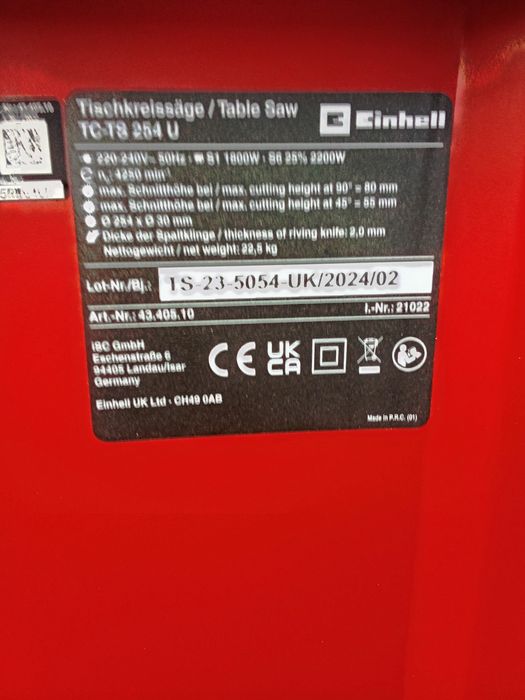 Tischkreissäge / Table Saw
TC-TS 254 U
Einhell
220-240V~ 50Hz · S1 1800W · S6 25% 2200W
n₀: 4250 min⁻¹
max. Schnitthöhe bei / max. cutting height at 90° = 80 mm
max. Schnitthöhe bei / max. cutting height at 45° = 55 mm
Ø 254 x Ø 30 mm
Dicke der Spaltklinge / thickness of riving knife: 2,0 mm
Nettogewicht / net weight: 22,5 kg
Lot-Nr./Bj.: TS-23-5054-UK/2024/02
Art.-Nr.: 43.405.10 I.-Nr.: 21022
iSC GmbH
Eschenstraße 6
94405 Landau/Isar
Germany
CE UK CA
Einhell UK Ltd · CH49 0AB
Made in P.R.C. (01)